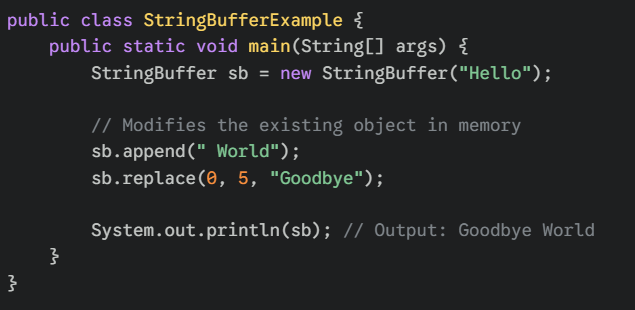 public class StringBufferExample {
    public static void main(String[] args) {
        StringBuffer sb = new StringBuffer("Hello");

        // Modifies the existing object in memory
        sb.append(" World");
        sb.replace(0, 5, "Goodbye");

        System.out.println(sb); // Output: Goodbye World
    }
}